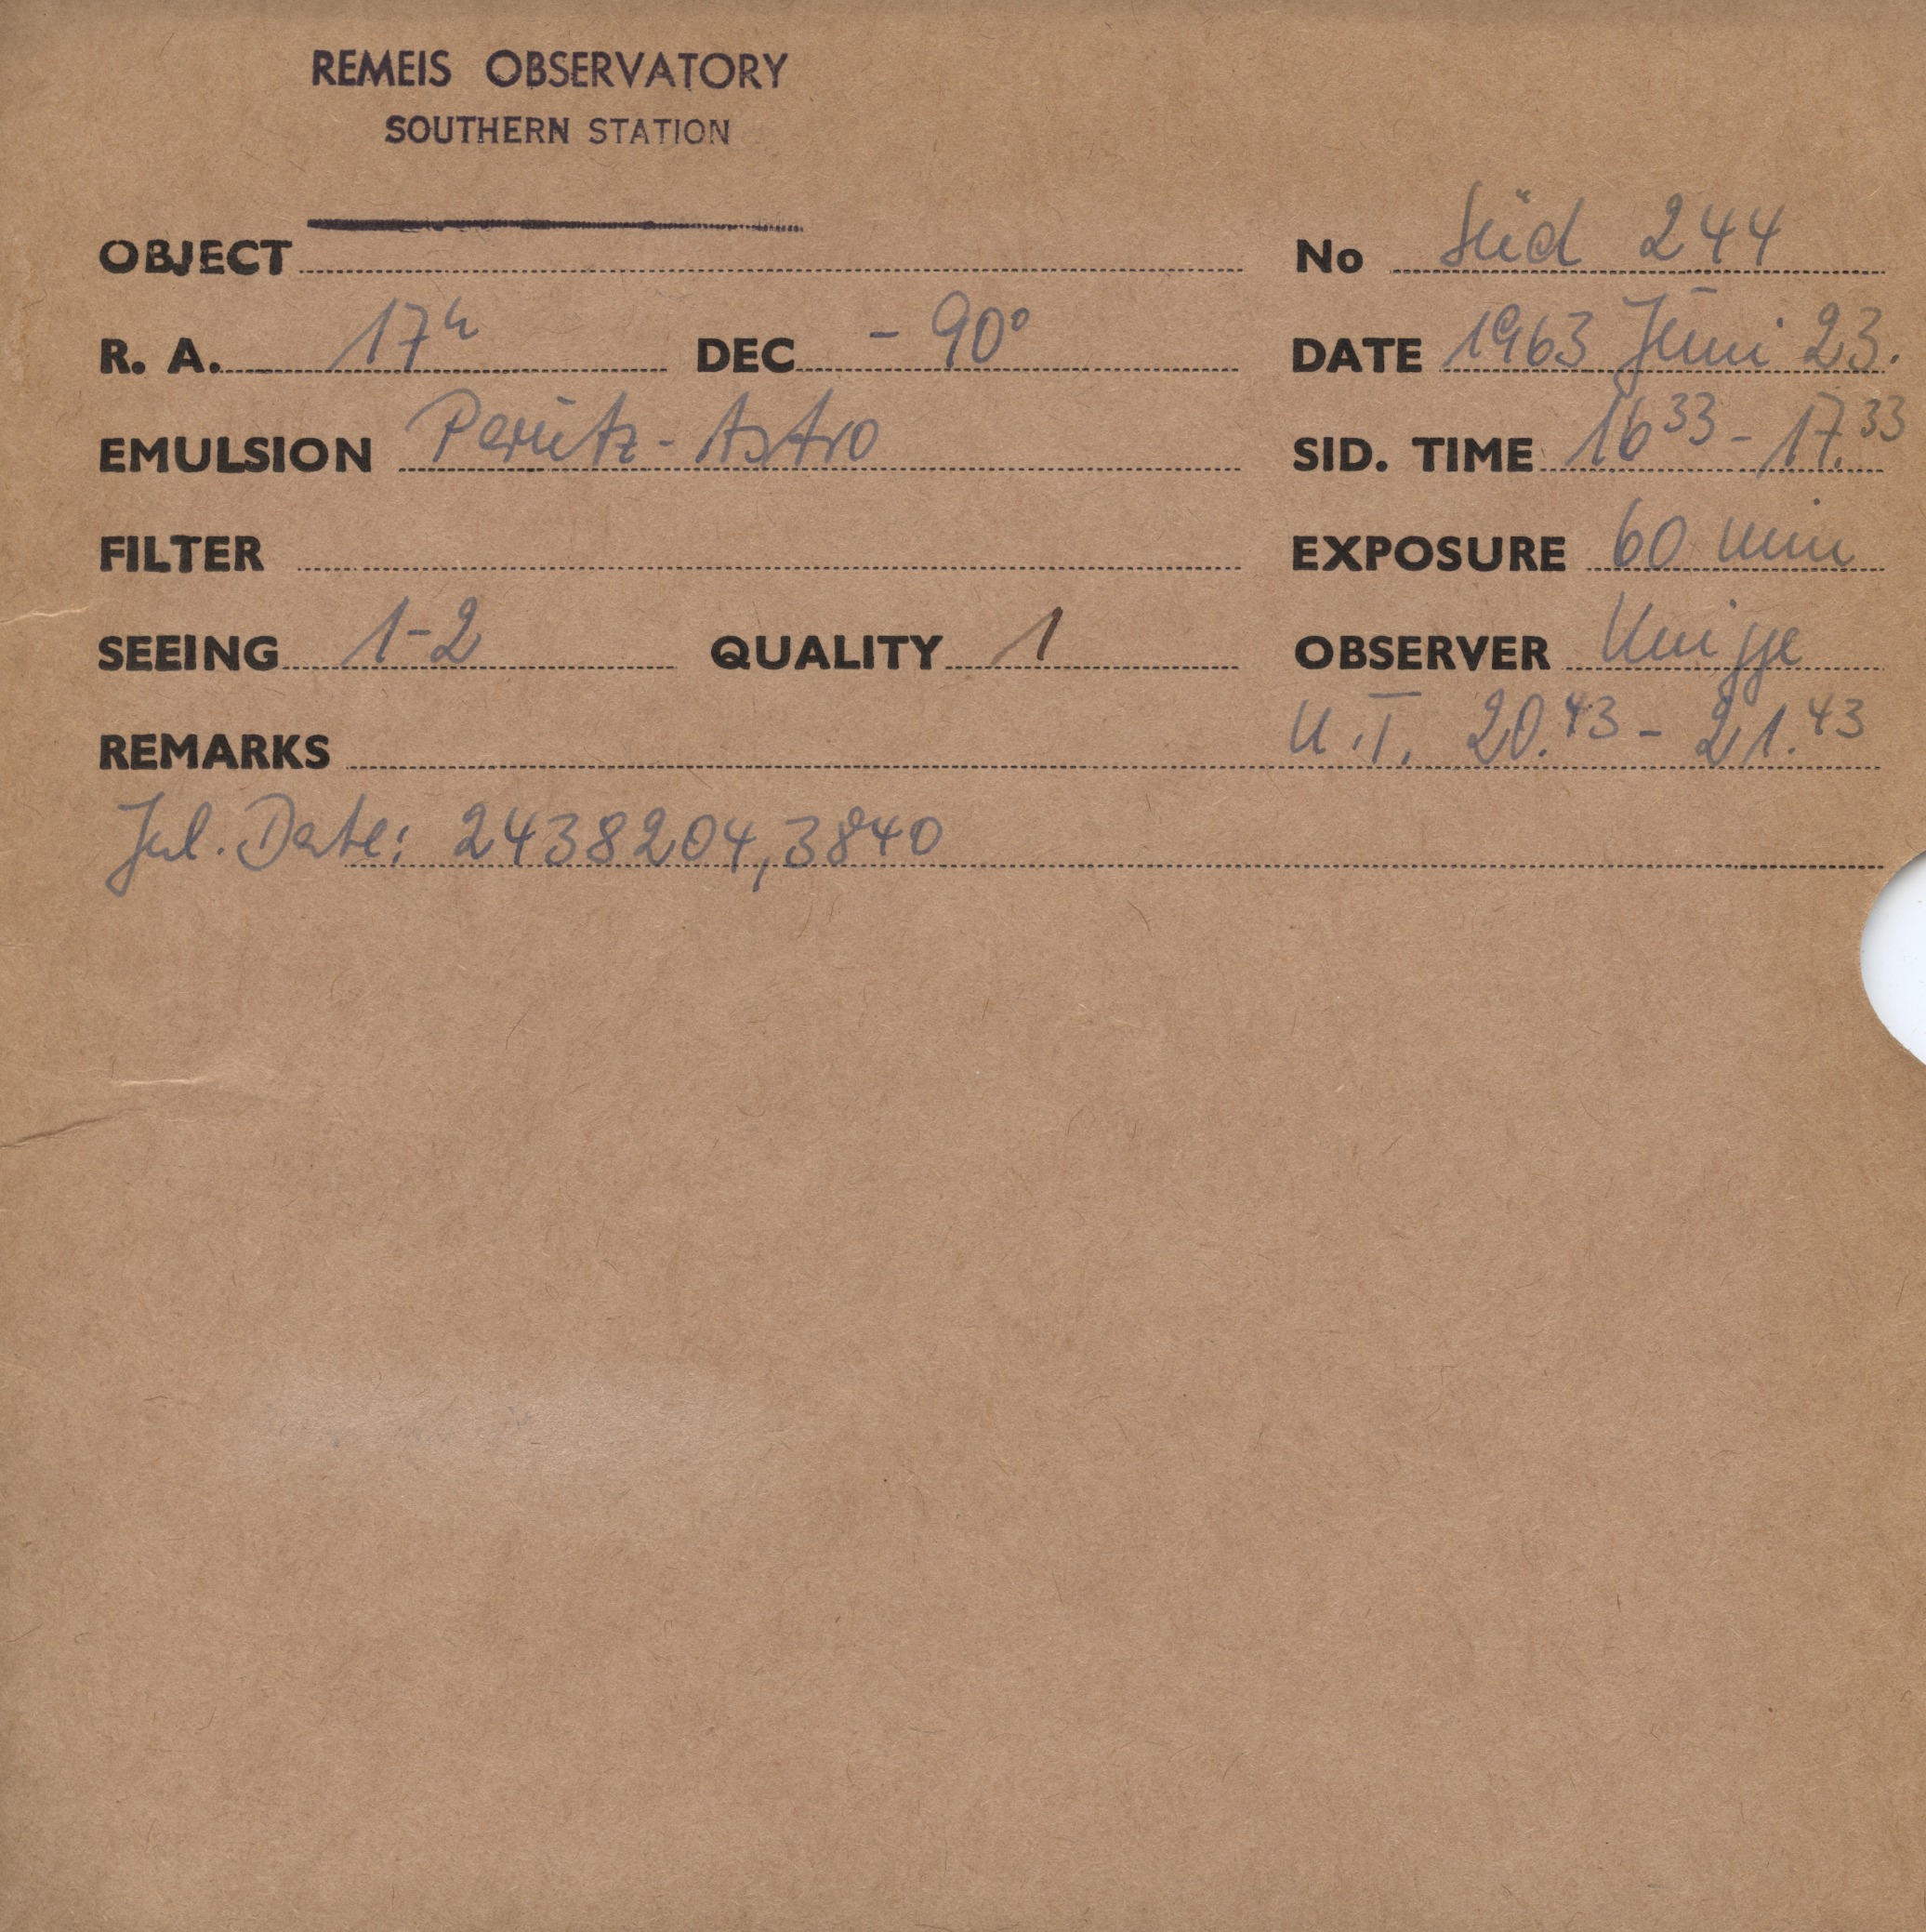 REMEIS OBSERVATORY
SOUTHERN STATION
OBJECT No Süd 244
R. A. 17h DEC - 90° DATE 1963 Juni 23.
EMULSION Perutz - Astro SID. TIME 16 33 - 17. 33
FILTER EXPOSURE 60 min
SEEING 1-2 QUALITY 1 OBSERVER Knigge
REMARKS U.T. 20. 43 - 21. 43
Jul. Date: 2438204,3840